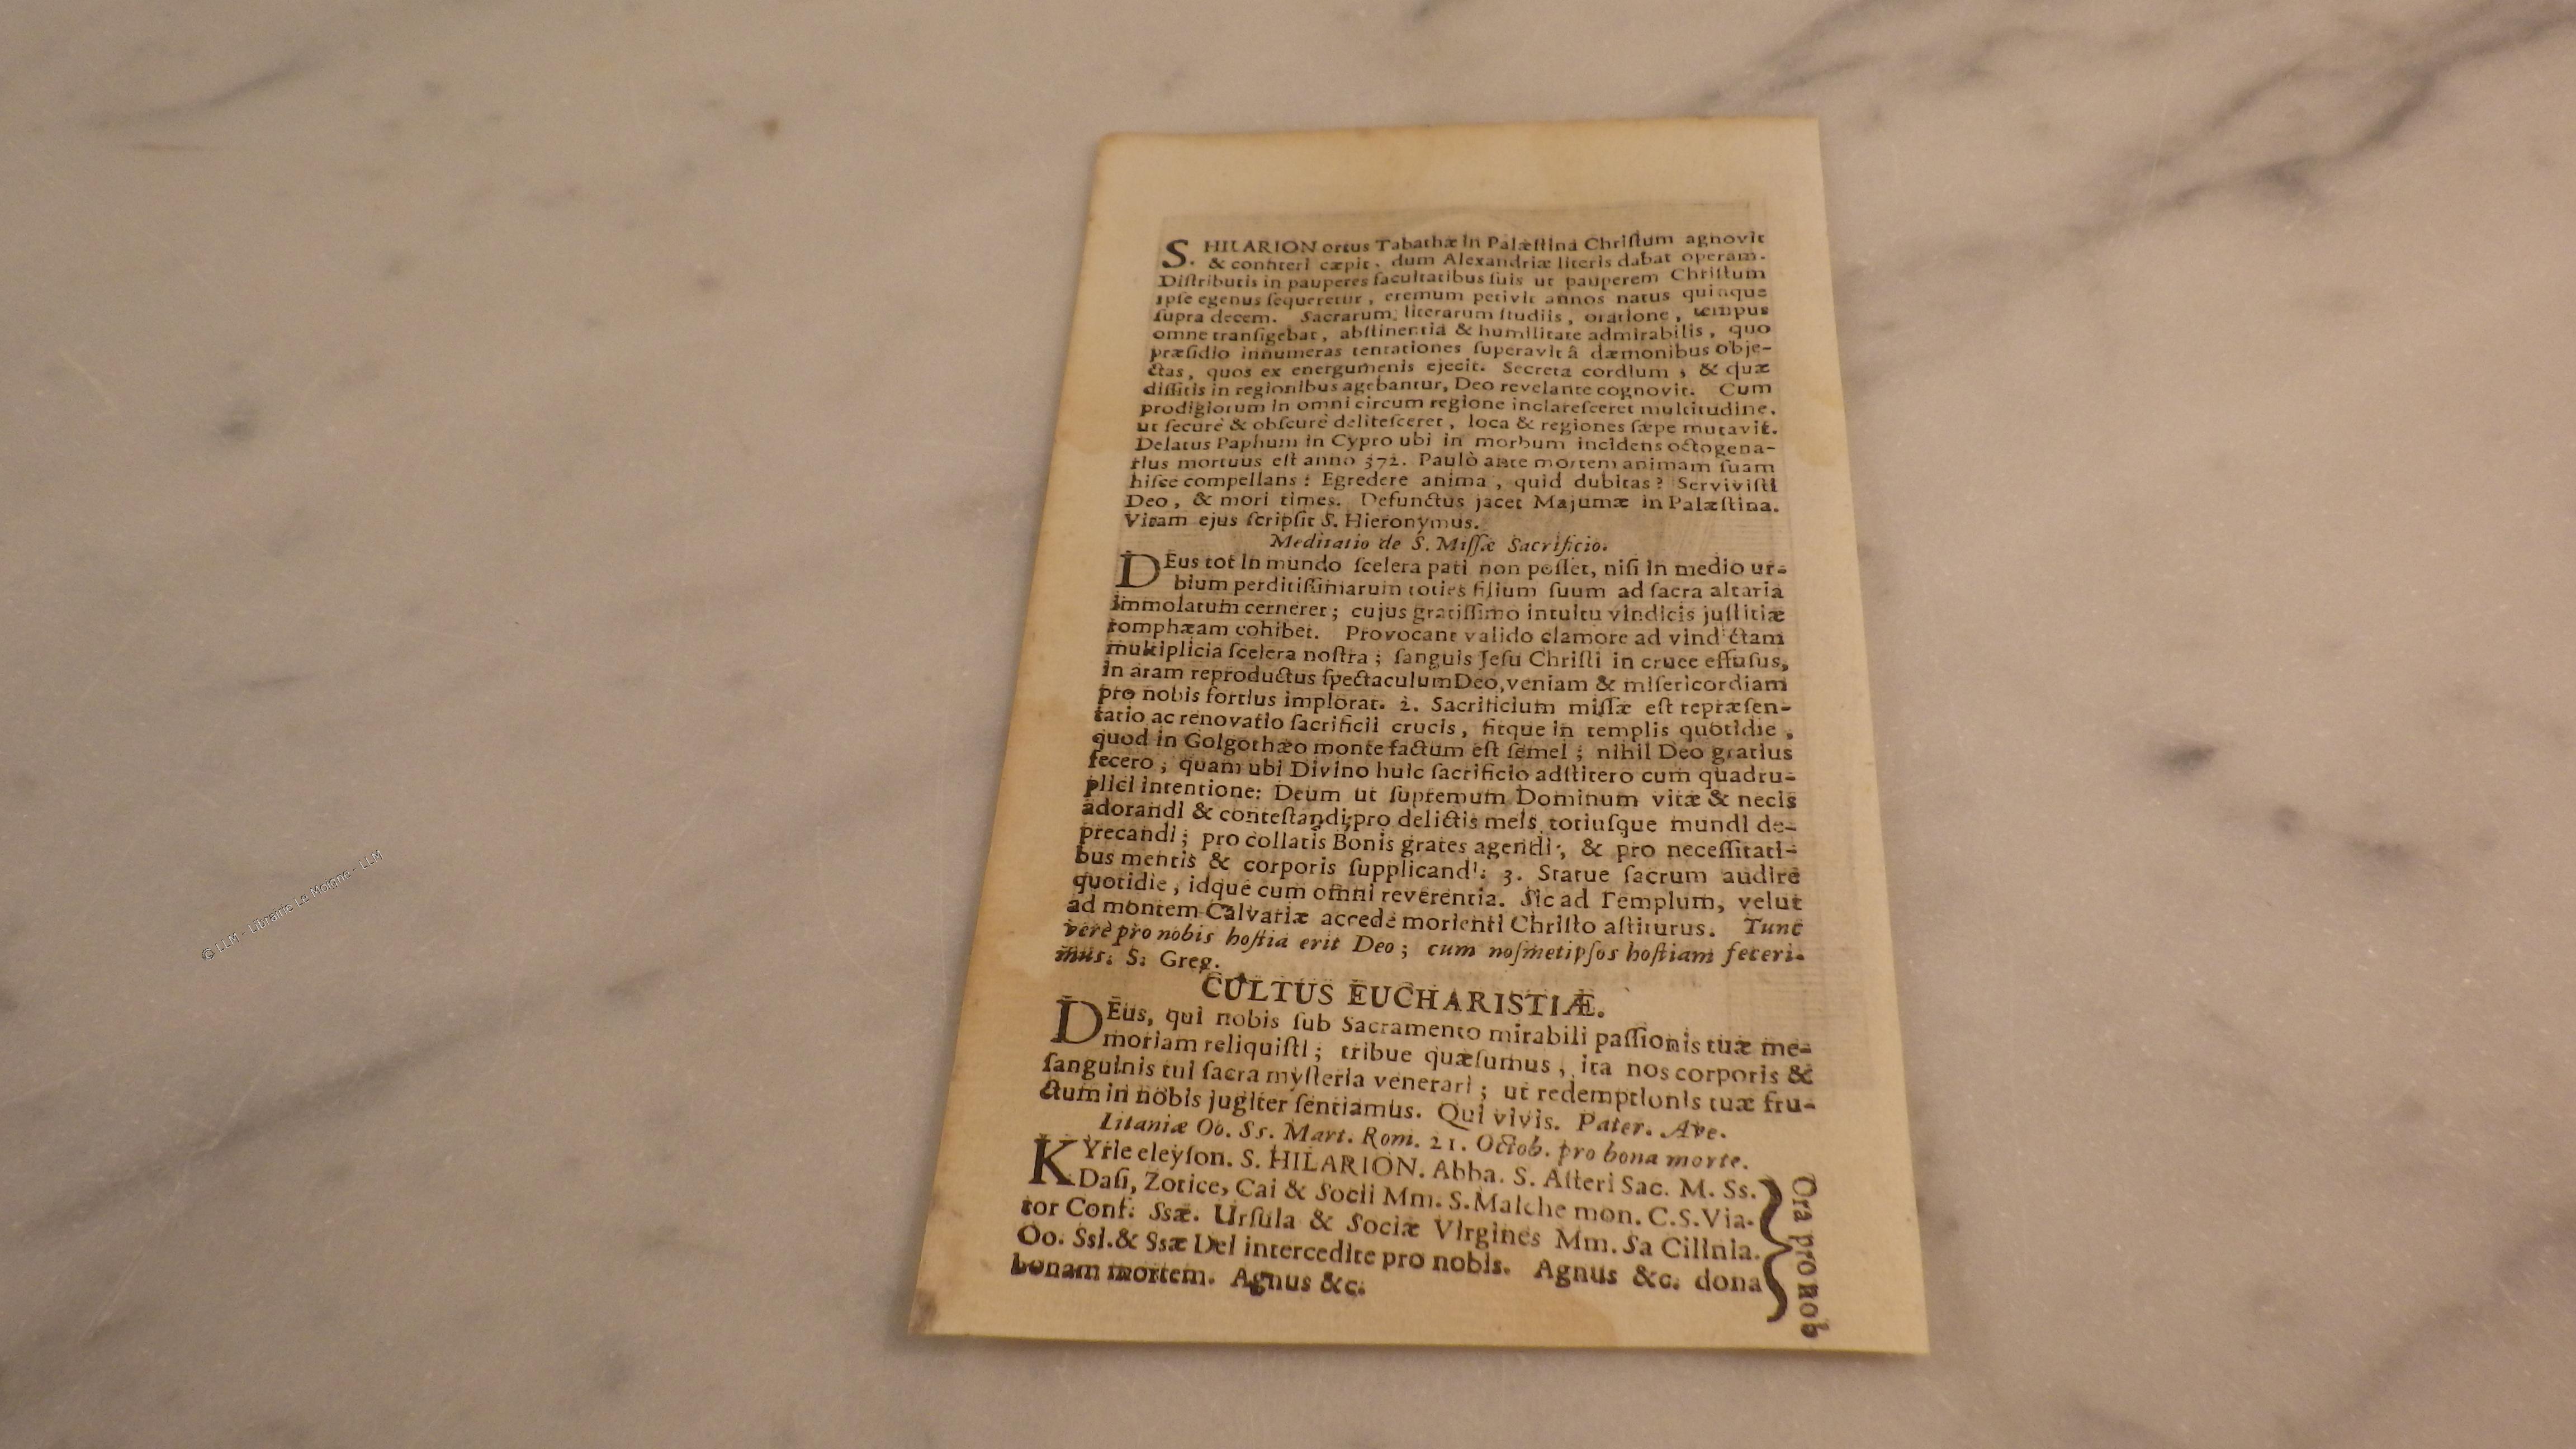 S. HILARION ortus Tabathæ in Palæſtina Chriſtum agnovit
& confiteri cæpit, dum Alexandriæ literis dabat operam.
Diſtributis in pauperes facultatibus ſuis ut pauperem Chriſtum
ipſe egenus ſequeretur, eremum petivit annos natus quinque
ſupra decem. Sacrarum literarum ſtudiis, oratione, tempus
omne tranſigebat, abſtinentiâ & humilitate admirabilis, quo
præſidio innumeras tentationes ſuperavit â dæmonibus obje-
ctas, quos ex energumenis ejecit. Secreta cordium, & quæ
diſſitis in regionibus agebantur, Deo revelante cognovit. Cum
prodigiorum in omni circum regione inclareſceret multitudine,
ut ſecurè & obſcurè deliteſceret, loca & regiones ſæpe mutavit.
Delatus Paphum in Cypro ubi in morbum incidens octogena-
rius mortuus eſt anno 372. Paulò ante mortem animam ſuam
hiſce compellans: Egredere anima, quid dubitas? Serviviſti
Deo, & mori times. Defunctus jacet Majumæ in Palæſtina.
Vitam ejus ſcripſit S. Hieronymus.
Meditatio de S. Miſſæ Sacrificio.
DEus tot in mundo ſcelera pati non poſſet, niſi in medio ur-
bium perditiſſimarum toties filium ſuum ad ſacra altaria
immolatum cerneret; cujus gratiſſimo intuitu vindicis juſtitiæ
romphæam cohibet. Provocant valido clamore ad vindictam
multiplicia ſcelera noſtra; ſanguis Jeſu Chriſti in cruce effuſus,
in aram reproductus ſpectaculum Deo, veniam & miſericordiam
pro nobis fortius implorat. 2. Sacrificium miſſæ eſt repræſen-
tatio ac renovatio ſacrificii crucis, fitque in templis quotidie,
quod in Golgothæo monte factum eſt ſemel; nihil Deo gratius
fecero, quam ubi Divino huic ſacrificio adſtitero cum quadru-
plici intentione: Deum ut ſupremum Dominum vitæ & necis
adorandi & conteſtandi; pro delictis meis totiuſque mundi de-
precandi; pro collatis Bonis grates agendi, & pro neceſſitati-
bus mentis & corporis ſupplicandi. 3. Statue ſacrum audire
quotidie, idque cum omni reverentia. Sic ad Templum, velut
ad montem Calvariæ accede morienti Chriſto aſtiturus. Tunc
verè pro nobis hoſtia erit Deo; cum noſmetipſos hoſtiam feceri-
mus. S. Greg.
CULTUS EUCHARISTIÆ.
DEus, qui nobis ſub Sacramento mirabili paſſionis tuæ me-
moriam reliquiſti; tribue quæſumus, ita nos corporis &
ſanguinis tui ſacra myſteria venerari; ut redemptionis tuæ fru-
ctum in nobis jugiter ſentiamus. Qui vivis. Pater. Ave.
Litaniæ Oo. Ss. Mart. Rom. 21. Octob. pro bona morte.
KYrie eleyſon. S. HILARION. Abba. S. Aſteri Sac. M. Ss.
Daſi, Zotice, Cai & Socii Mm. S. Malche mon. C. S. Via-
tor Conf. Ssæ. Urſula & Sociæ Virgines Mm. Sa Cilinia.
Oo. Ssi. & Ssæ Dei intercedite pro nobis. Agnus &c. dona
bonam mortem. Agnus &c.
Ora pro nob
© LLM - Librairie Le Moigne - LLM